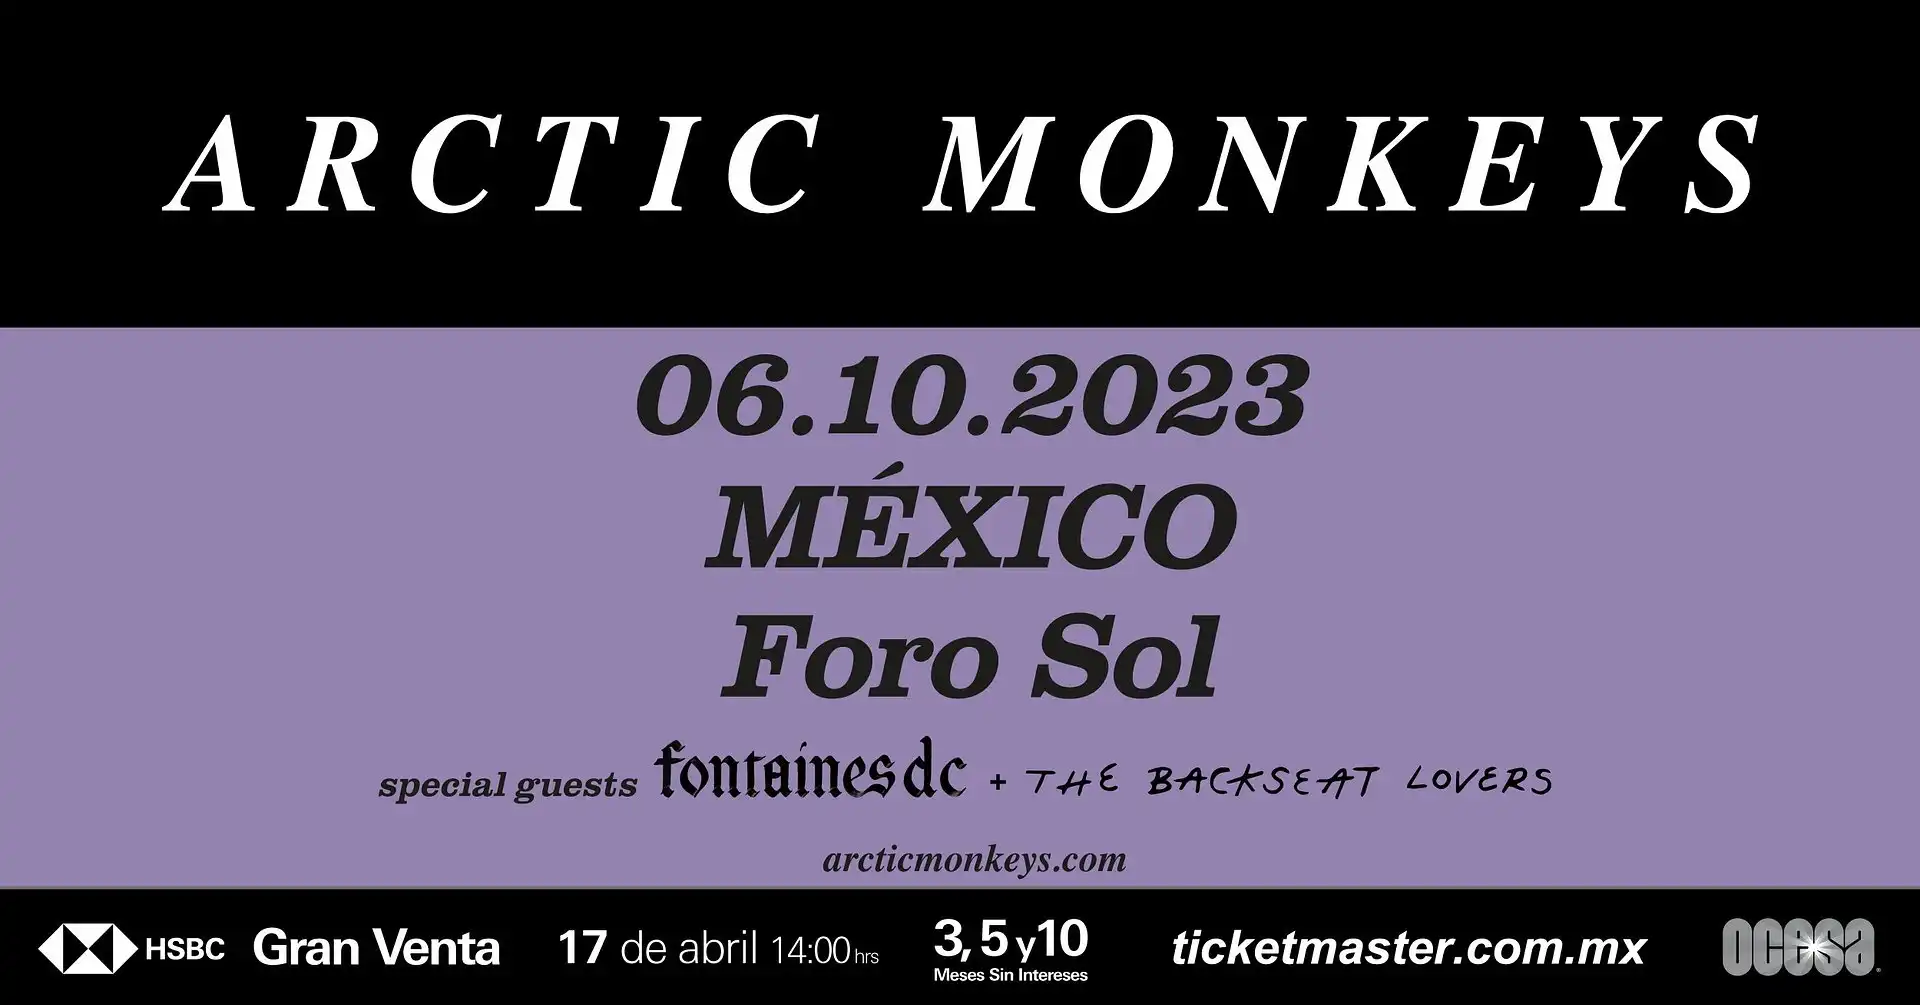 ARCTIC MONKEYS
06.10.2023
MÉXICO
Foro Sol
special guests fontaines dc + THE BACKSEAT LOVERS
arcticmonkeys.com
HSBC Gran Venta 17 de abril 14:00 hrs 3, 5 y 10 Meses Sin Intereses ticketmaster.com.mx ocesa